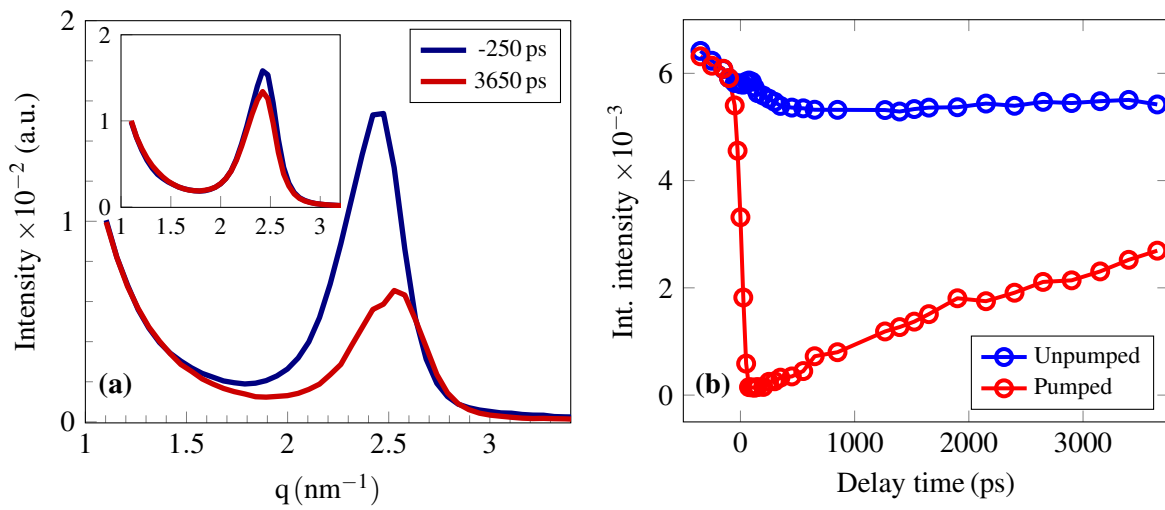 Intensity ×10⁻² (a.u.)
2
1
0
1
1.5
2
2.5
3
q (nm⁻¹)
(a)
-250 ps
3650 ps
2
1
0
1
1.5
2
2.5
3
Int. intensity ×10⁻³
6
4
2
0
0
1000
2000
3000
Delay time (ps)
(b)
Unpumped
Pumped